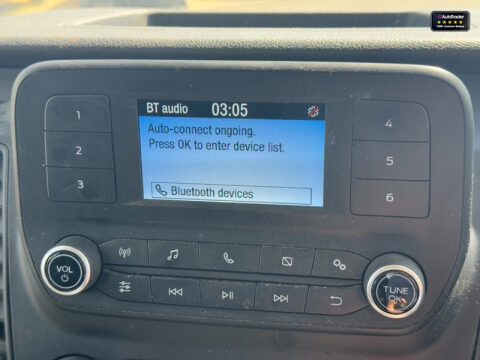 AutoTrader
BT audio 03:05
Auto-connect ongoing.
Press OK to enter device list.
Bluetooth devices
1
2
3
4
5
6
VOL
TUNE
OK